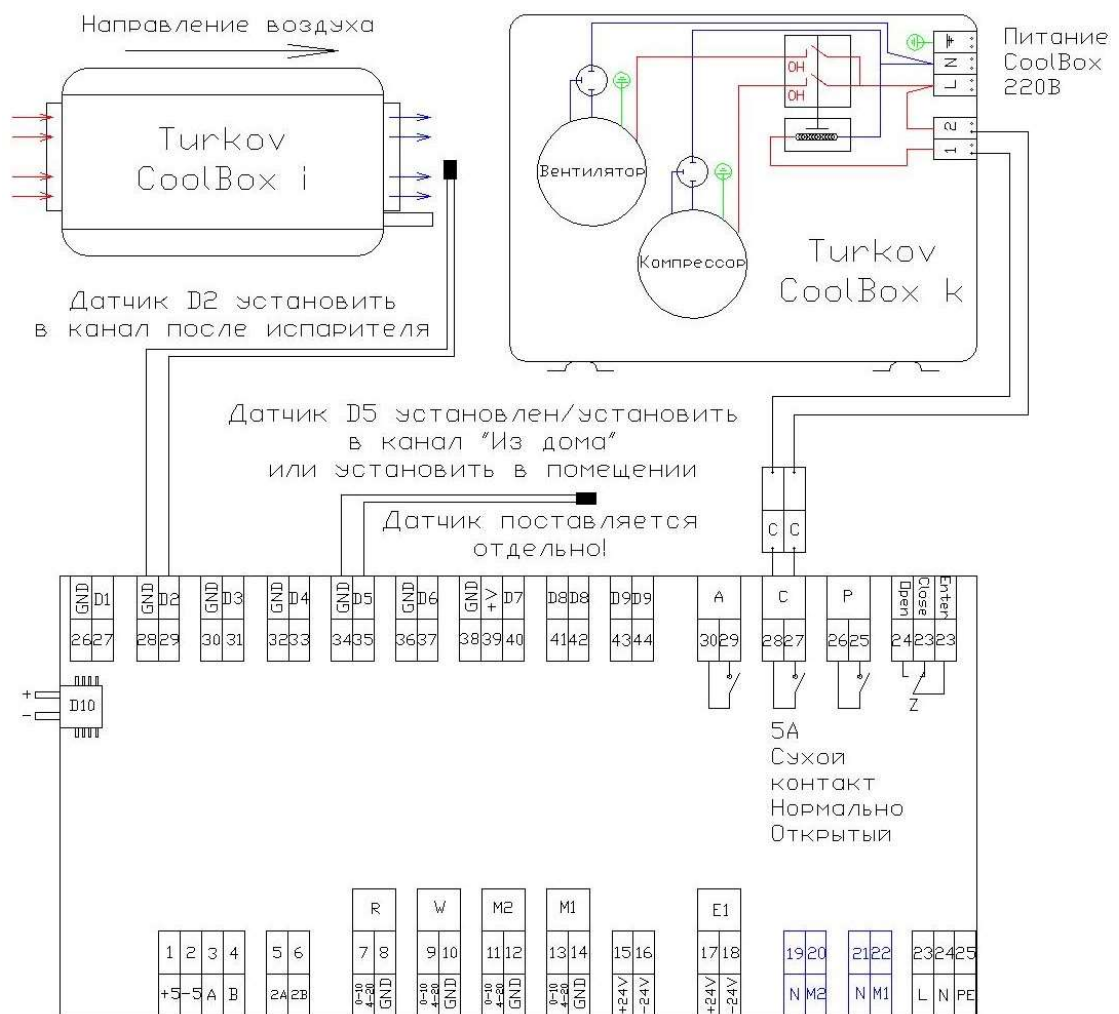 Направление воздуха
Turkov
CoolBox i
Датчик D2 установить
в канал после испарителя
Питание
CoolBox
220В
N
L
2
1
ОН
ОН
Вентилятор
Компрессор
Turkov
CoolBox k
Датчик D5 установлен/установить
в канал "Из дома"
или установить в помещении
Датчик поставляется
отдельно!
C C
GND D1 GND D2 GND D3 GND D4 GND D5 GND D6 GND +V D7 D8 D8 D9 D9 A C P Open Close Enter
26 27 28 29 30 31 32 33 34 35 36 37 38 39 40 41 42 43 44 30 29 28 27 26 25 24 23 23
+
-
D10
Z
5А
Сухой
контакт
Нормально
Открытый
R W M2 M1 E1
1 2 3 4 5 6 7 8 9 10 11 12 13 14 15 16 17 18 19 20 21 22 23 24 25
+5 -5 A B 2A 2B 0-10 4-20 GND 0-10 4-20 GND 0-10 4-20 GND 0-10 4-20 GND +24V -24V +24V -24V N M2 N M1 L N PE